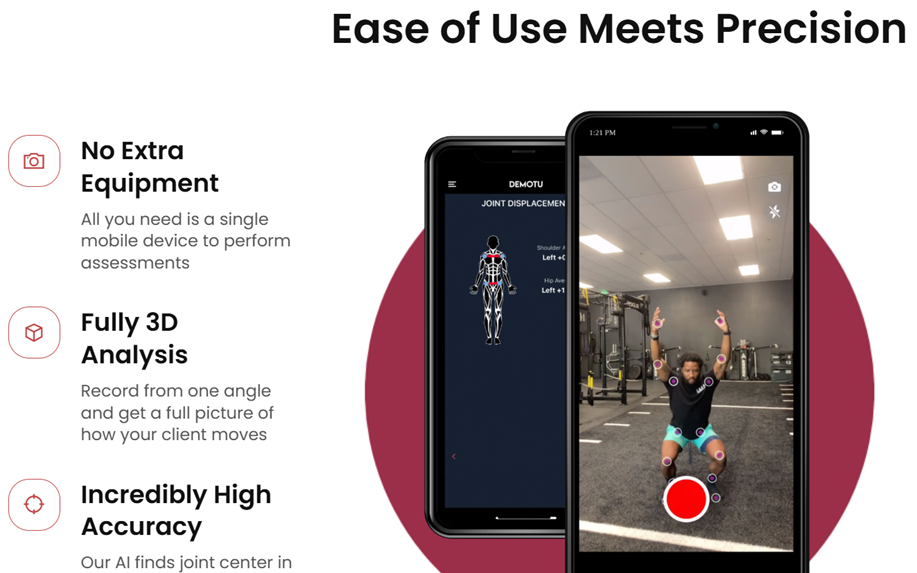 Ease of Use Meets Precision
No Extra
Equipment
All you need is a single
mobile device to perform
assessments
Fully 3D
Analysis
Record from one angle
and get a full picture of
how your client moves
Incredibly High
Accuracy
Our AI finds joint center in
DEMOTU
JOINT DISPLACEMEN
Shoulder A
Left +0
Hip Ave
Left +1.
1:21 PM